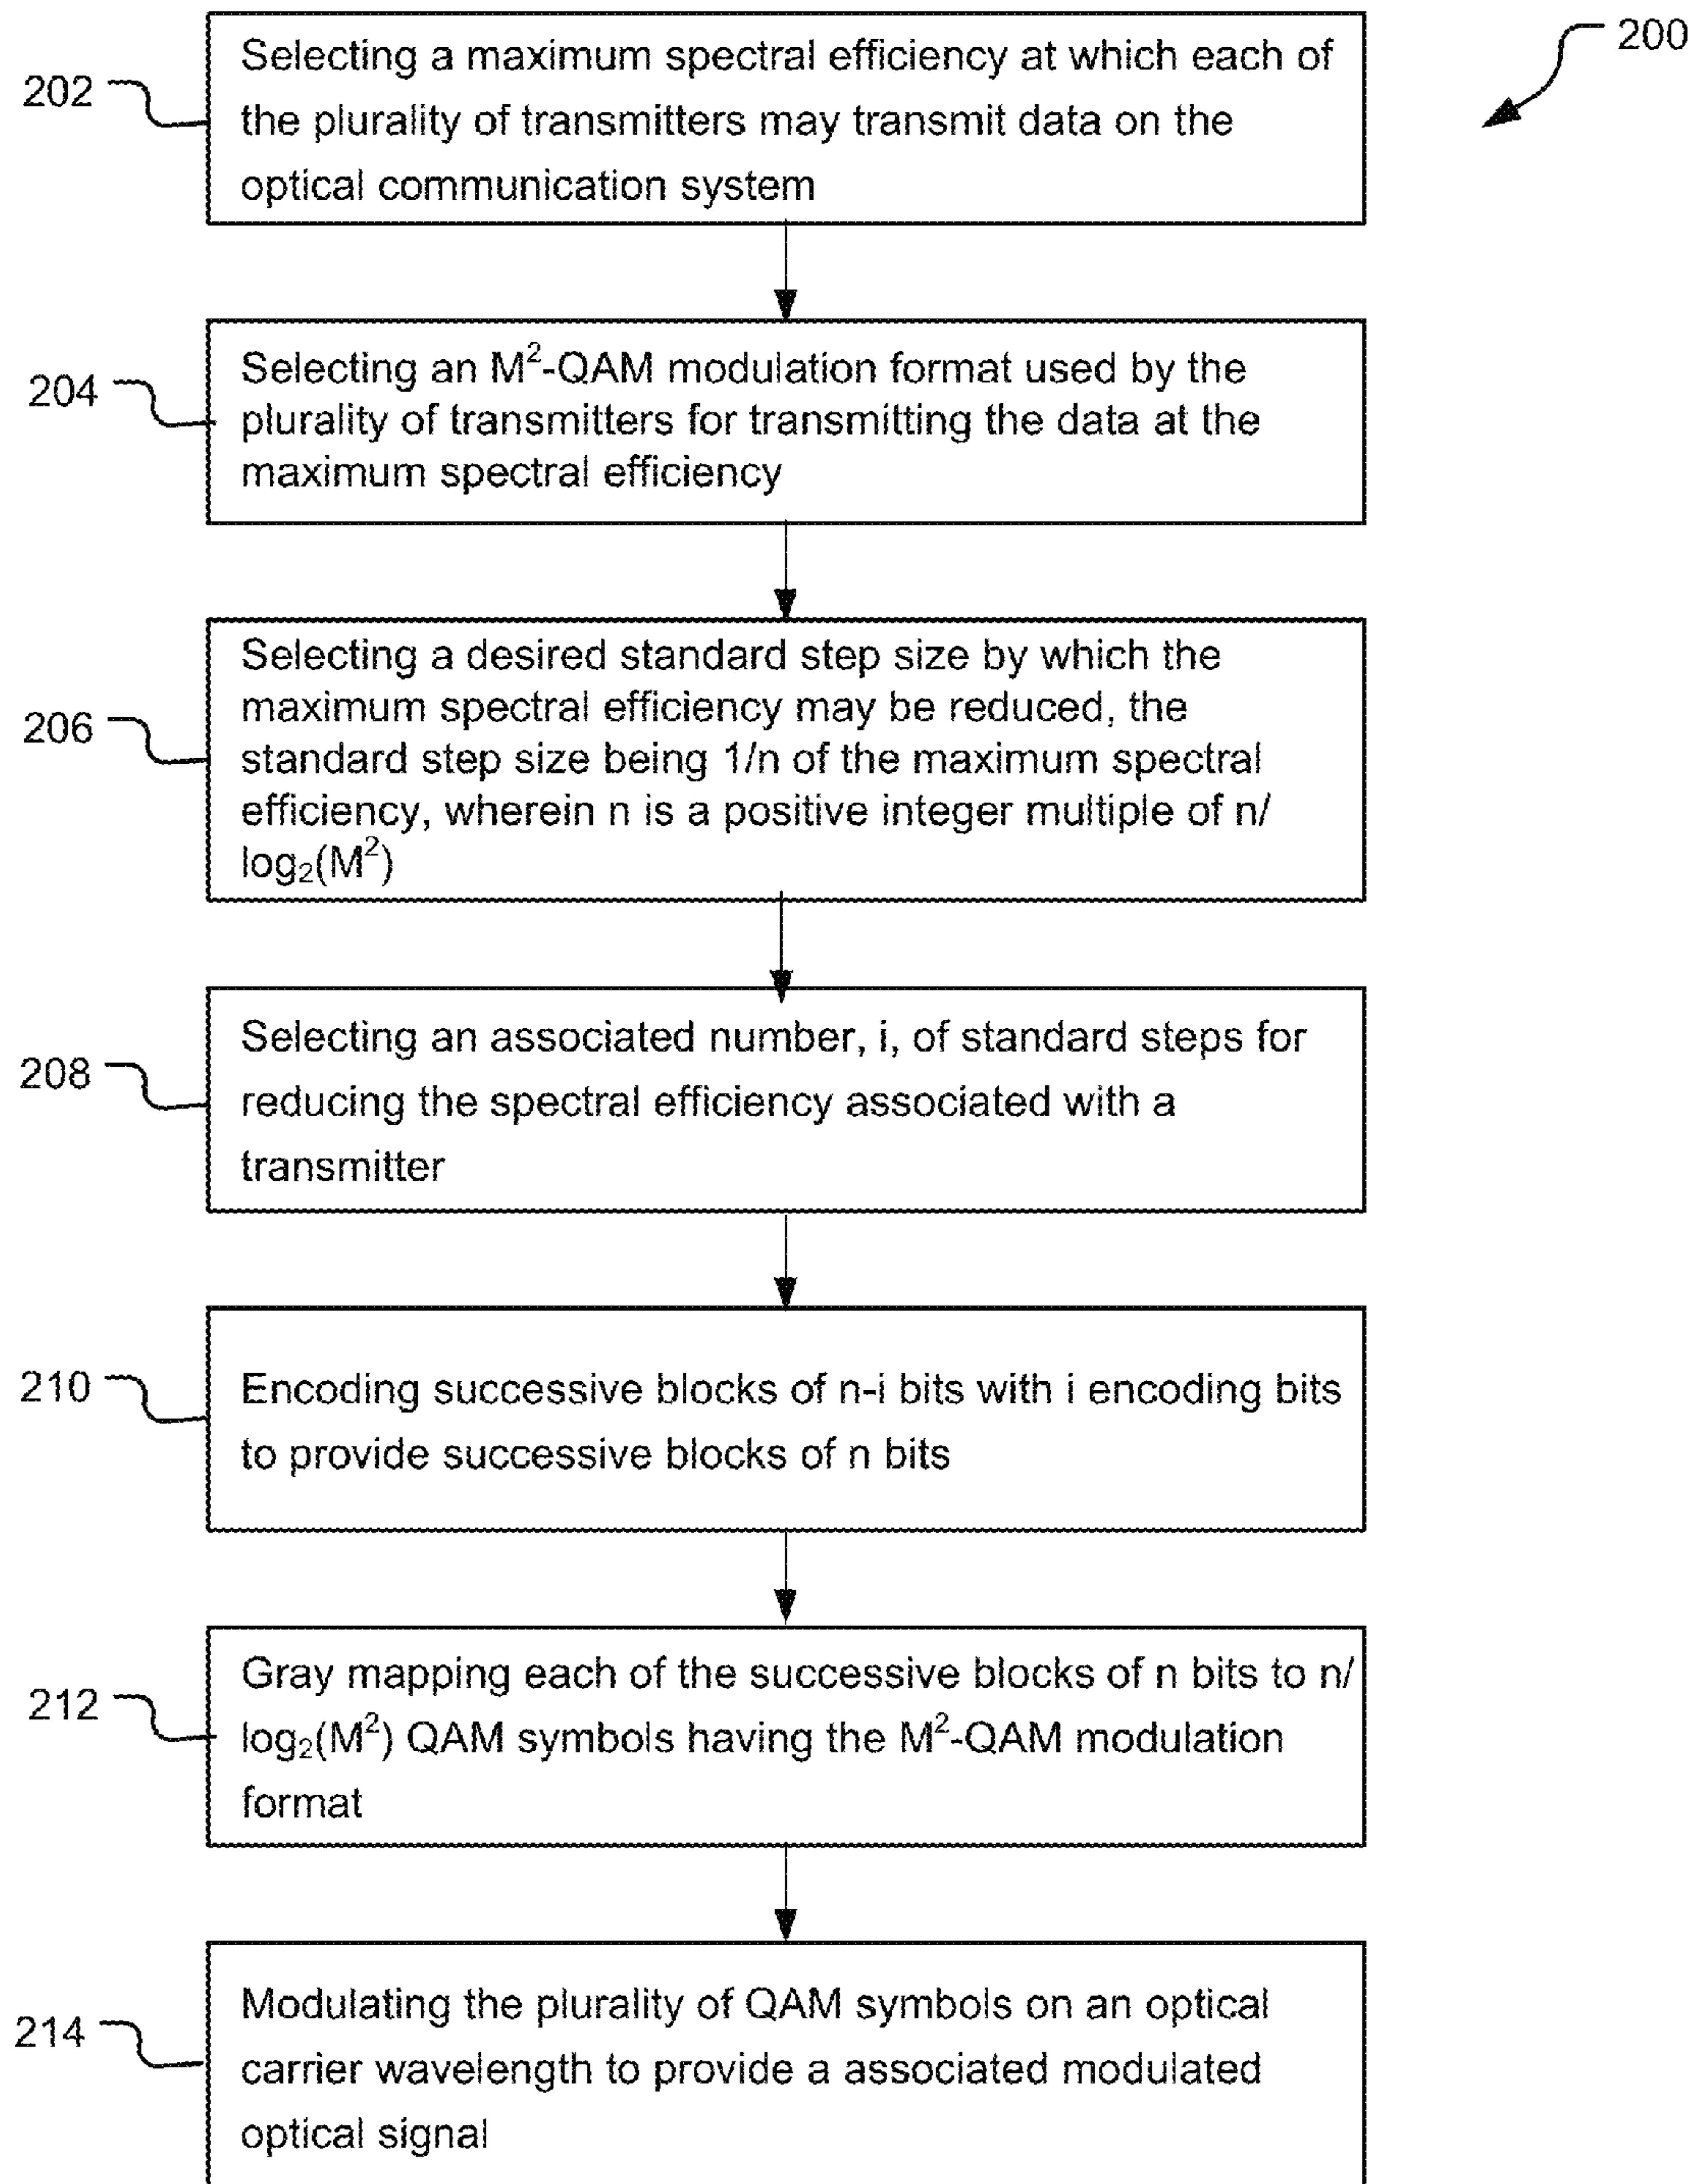 200
202
Selecting a maximum spectral efficiency at which each of
the plurality of transmitters may transmit data on the
optical communication system
204
Selecting an M²-QAM modulation format used by the
plurality of transmitters for transmitting the data at the
maximum spectral efficiency
206
Selecting a desired standard step size by which the
maximum spectral efficiency may be reduced, the
standard step size being 1/n of the maximum spectral
efficiency, wherein n is a positive integer multiple of n/
log₂(M²)
208
Selecting an associated number, i, of standard steps for
reducing the spectral efficiency associated with a
transmitter
210
Encoding successive blocks of n-i bits with i encoding bits
to provide successive blocks of n bits
212
Gray mapping each of the successive blocks of n bits to n/
log₂(M²) QAM symbols having the M²-QAM modulation
format
214
Modulating the plurality of QAM symbols on an optical
carrier wavelength to provide a associated modulated
optical signal